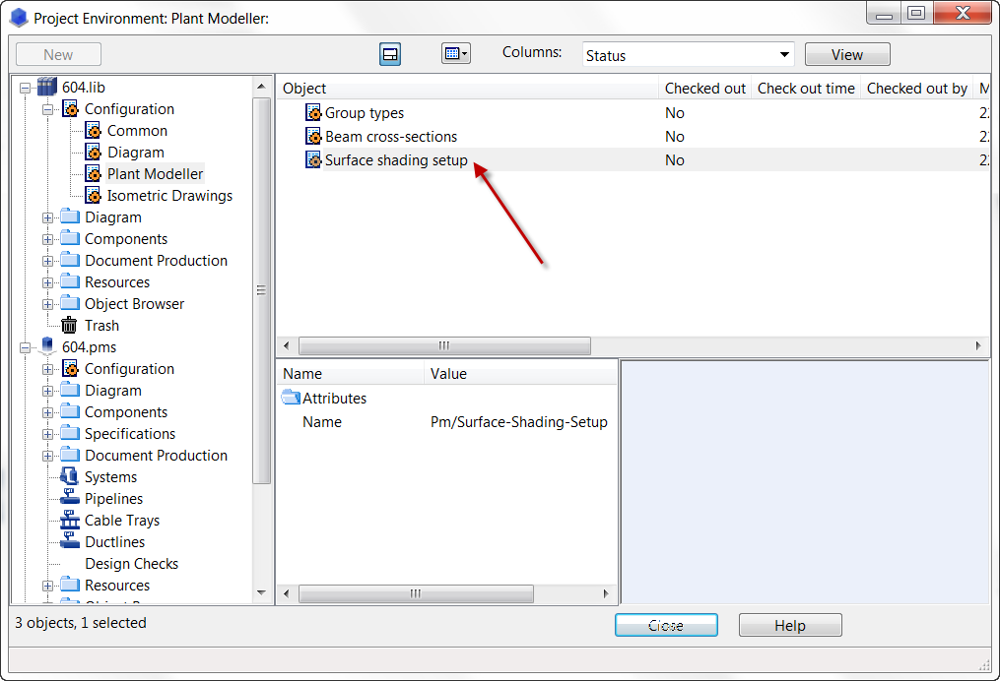 Project Environment: Plant Modeller:
New
Columns:
Status
View
604.lib
Configuration
Common
Diagram
Plant Modeller
Isometric Drawings
Diagram
Components
Document Production
Resources
Object Browser
Trash
604.pms
Configuration
Diagram
Components
Specifications
Document Production
Systems
Pipelines
Cable Trays
Ductlines
Design Checks
Resources
Object Checked out Check out time Checked out by M
Group types No 22
Beam cross-sections No 22
Surface shading setup No 22
Name Value
Attributes
Name Pm/Surface-Shading-Setup
3 objects, 1 selected
Close
Help